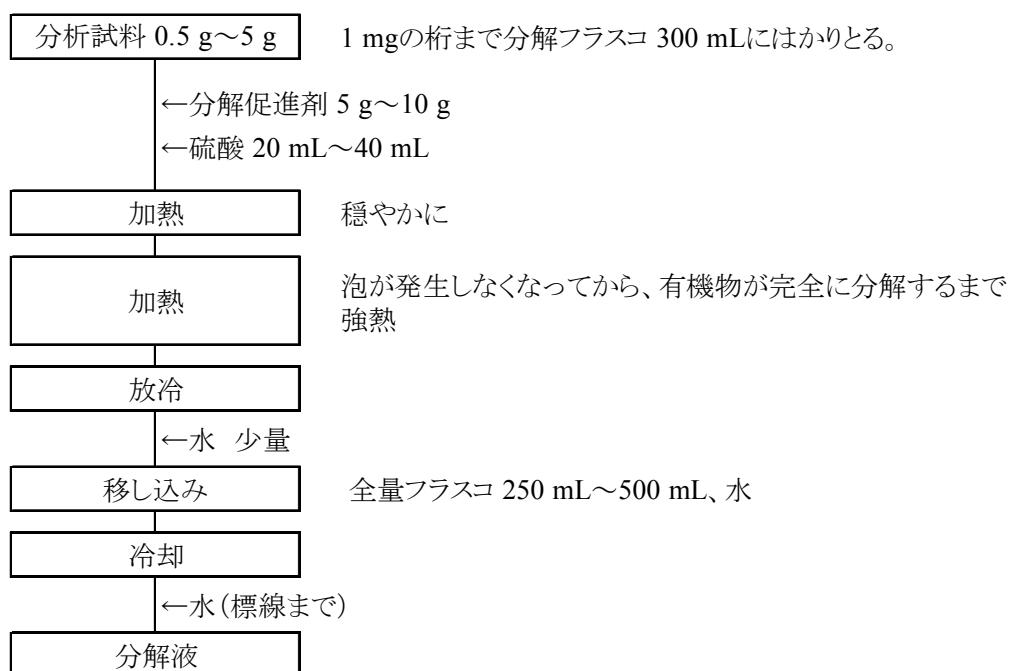 分析試料 0.5 g～5 g　1 mgの桁まで分解フラスコ 300 mLにはかりとる。
←分解促進剤 5 g～10 g
←硫酸 20 mL～40 mL
加熱　穏やかに
加熱　泡が発生しなくなってから、有機物が完全に分解するまで
強熱
放冷
←水　少量
移し込み　全量フラスコ 250 mL～500 mL、水
冷却
←水（標線まで）
分解液